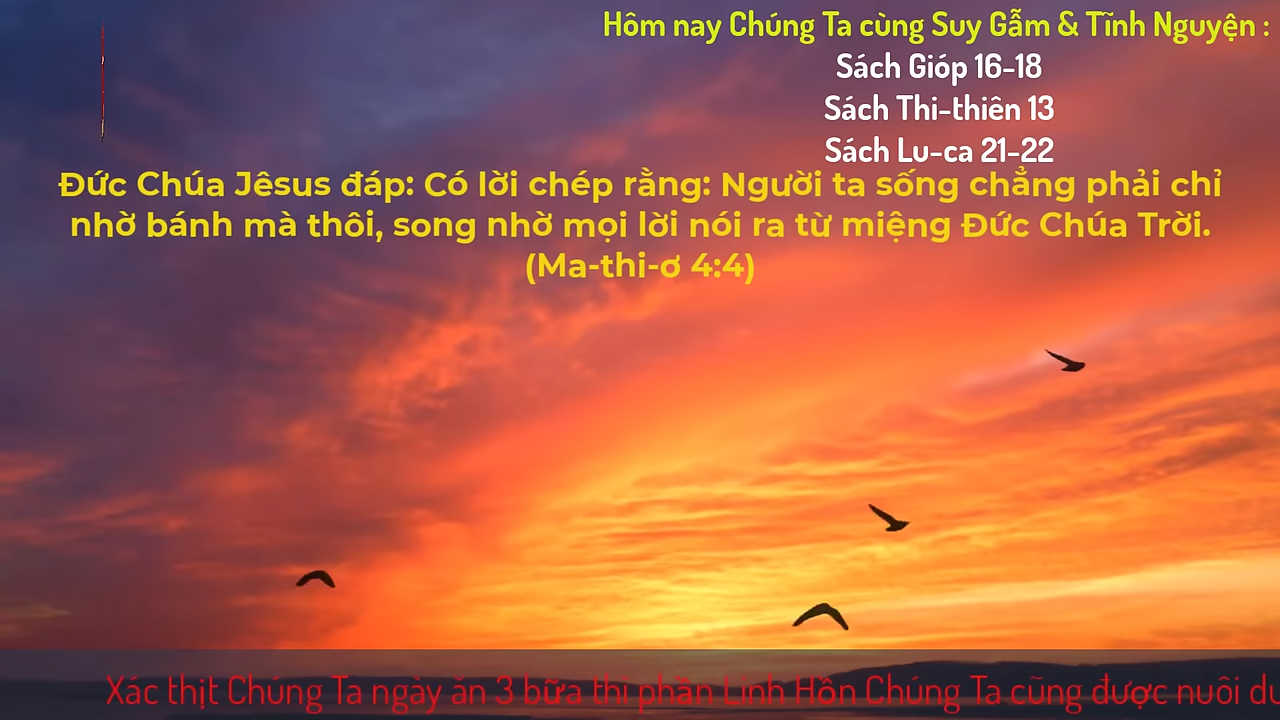 Hôm nay Chúng Ta cùng Suy Gẫm & Tĩnh Nguyện :
Sách Gióp 16-18
Sách Thi-thiên 13
Sách Lu-ca 21-22
Đức Chúa Jêsus đáp: Có lời chép rằng: Người ta sống chẳng phải chỉ
nhờ bánh mà thôi, song nhờ mọi lời nói ra từ miệng Đức Chúa Trời.
(Ma-thi-ơ 4:4)
Xác thịt Chúng Ta ngày ăn 3 bữa thì phần Linh Hồn Chúng Ta cũng được nuôi